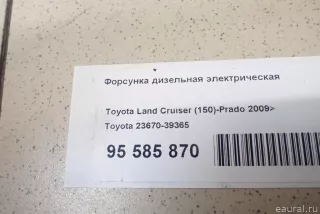 Форсунка дизельная электрическая
Toyota Land Cruiser (150)-Prado 2009>
Toyota 23670-39365
95 585 870
eaural.ru